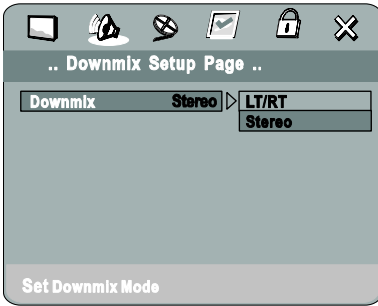 .. Downmix Setup Page ..
Downmix Stereo LT/RT
Stereo
Set Downmix Mode